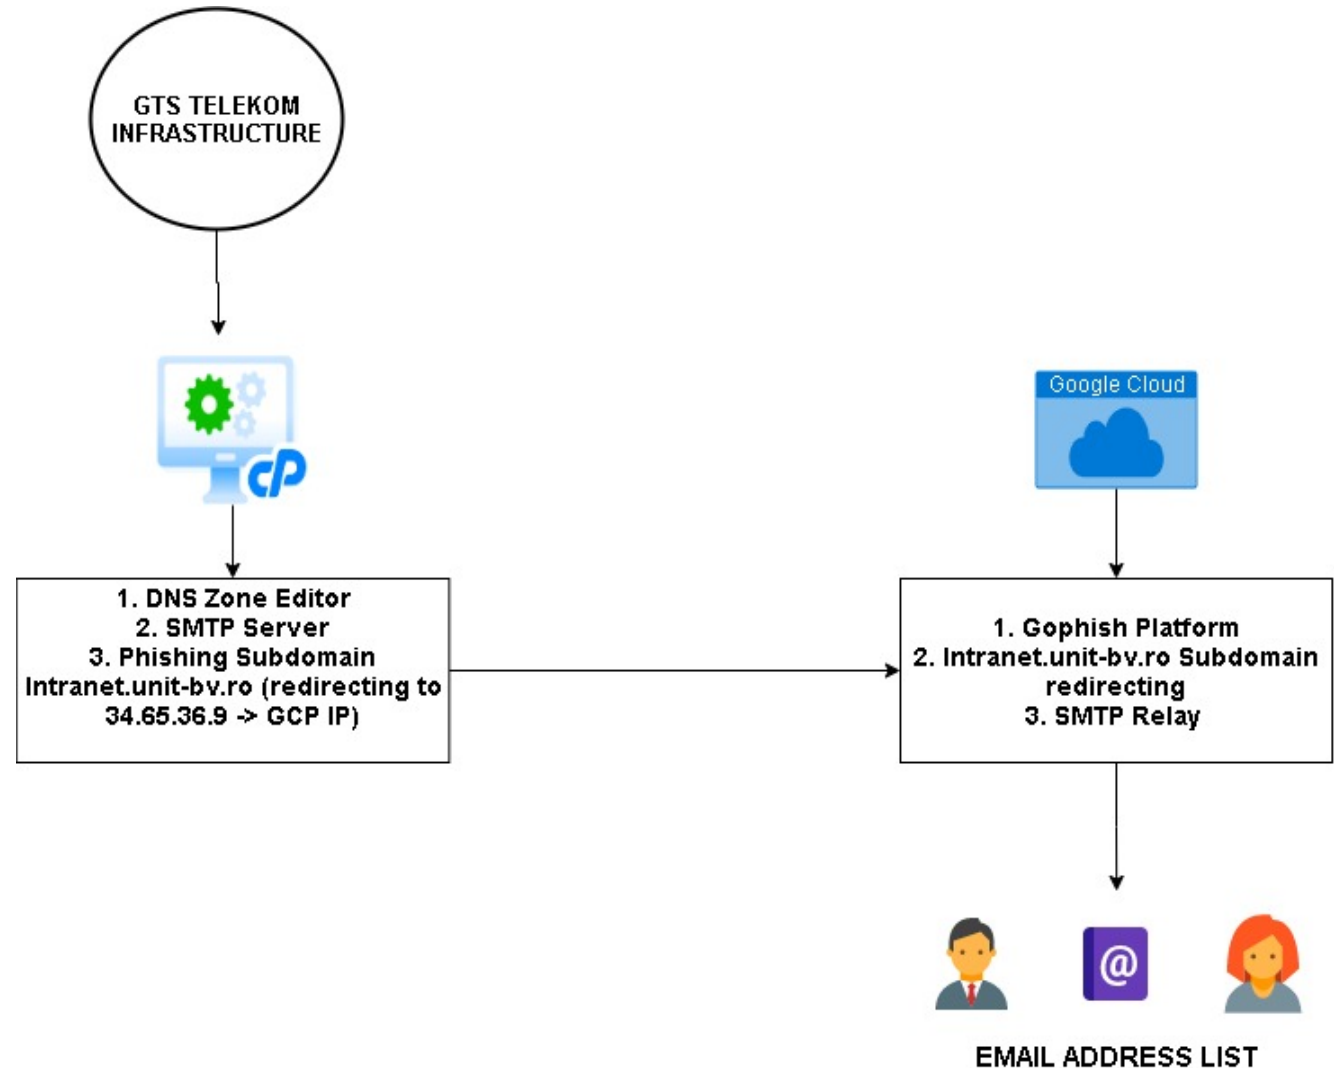 GTS TELEKOM
INFRASTRUCTURE
cP
Google Cloud
1. DNS Zone Editor
2. SMTP Server
3. Phishing Subdomain
Intranet.unit-bv.ro (redirecting to
34.65.36.9 -> GCP IP)
1. Gophish Platform
2. Intranet.unit-bv.ro Subdomain
redirecting
3. SMTP Relay
@
EMAIL ADDRESS LIST